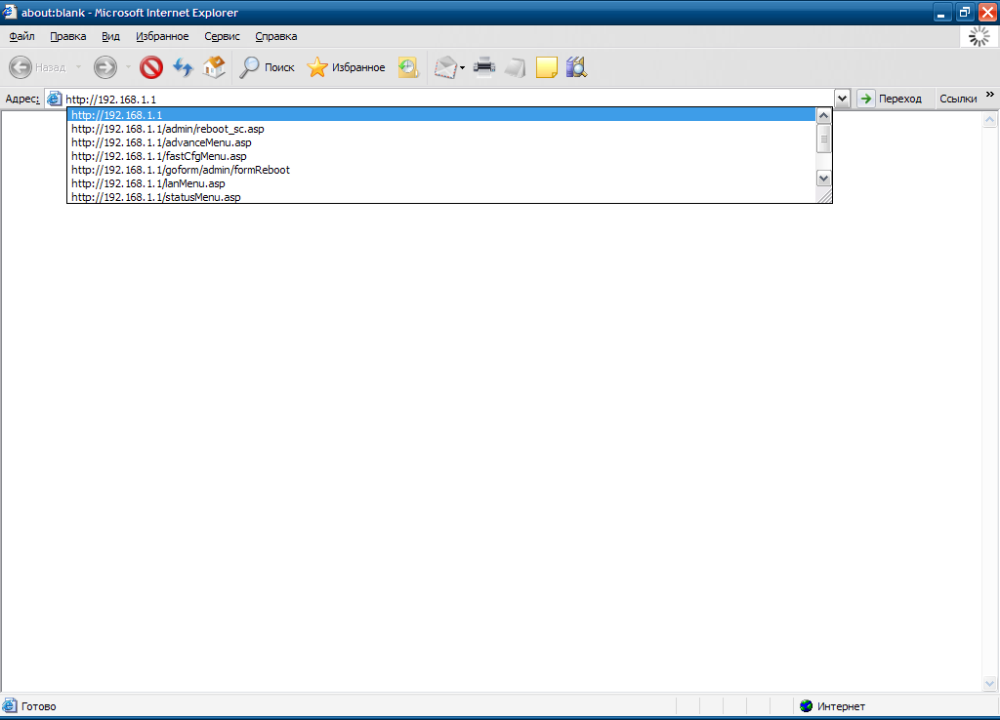 about:blank - Microsoft Internet Explorer
Файл Правка Вид Избранное Сервис Справка
Назад Поиск Избранное
Адрес: http://192.168.1.1 Переход Ссылки »
http://192.168.1.1
http://192.168.1.1/admin/reboot_sc.asp
http://192.168.1.1/advanceMenu.asp
http://192.168.1.1/fastCfgMenu.asp
http://192.168.1.1/goform/admin/formReboot
http://192.168.1.1/lanMenu.asp
http://192.168.1.1/statusMenu.asp
Готово Интернет